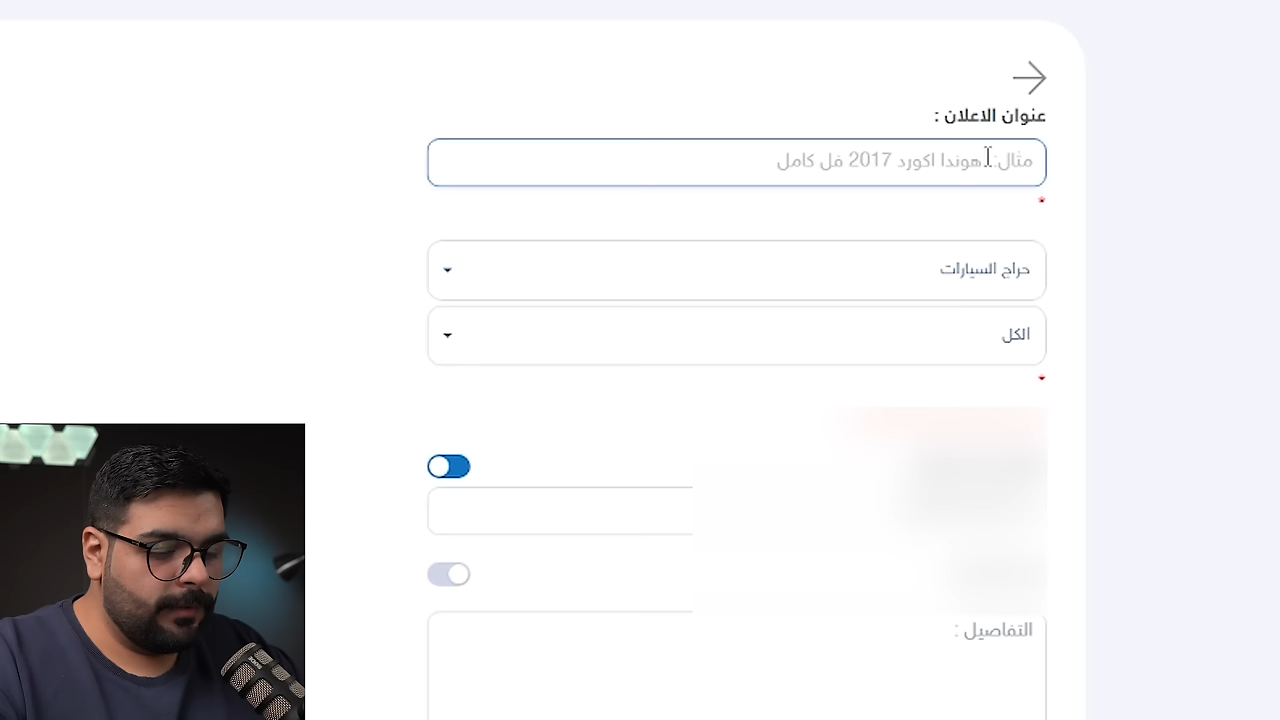 عنوان الاعلان :
مثال: هوندا اكورد 2017 فل كامل
*
حراج السيارات
الكل
*
التفاصيل :